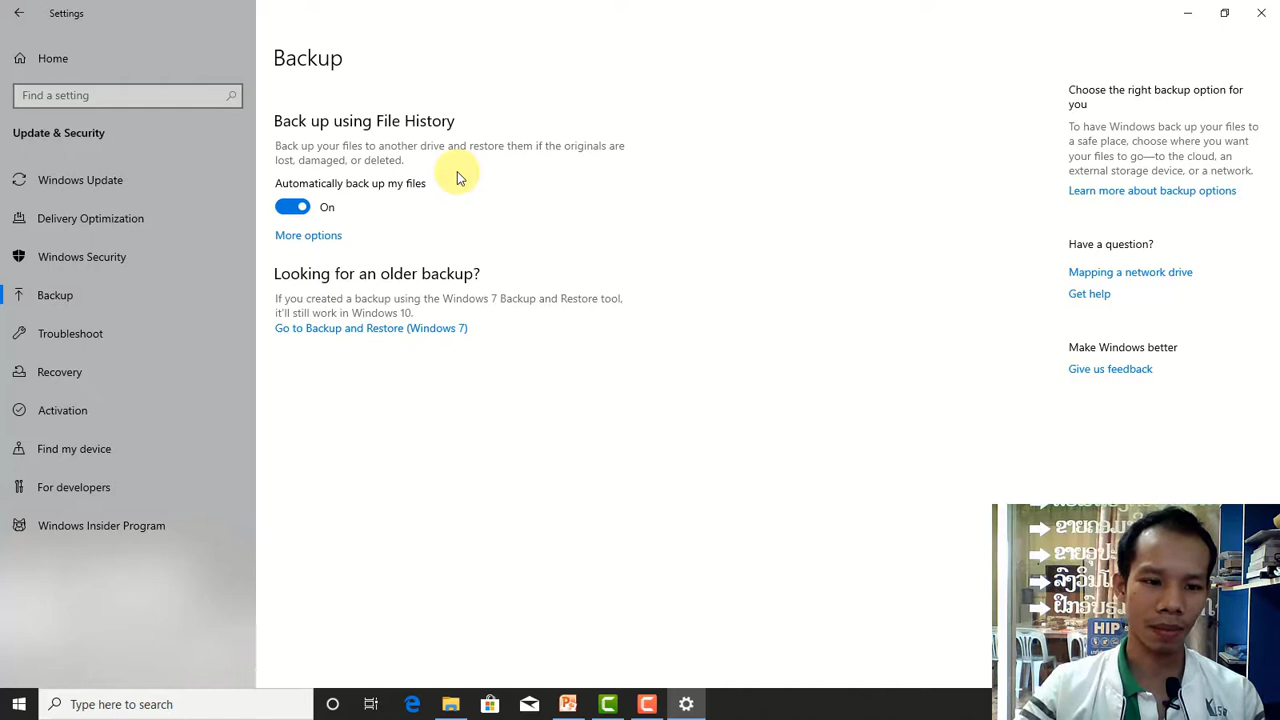 Settings
Home
Find a setting
Update & Security
Windows Update
Delivery Optimization
Windows Security
Backup
Troubleshoot
Recovery
Activation
Find my device
For developers
Windows Insider Program
Backup
Back up using File History
Back up your files to another drive and restore them if the originals are
lost, damaged, or deleted.
Automatically back up my files
On
More options
Looking for an older backup?
If you created a backup using the Windows 7 Backup and Restore tool,
it'll still work in Windows 10.
Go to Backup and Restore (Windows 7)
Choose the right backup option for
you
To have Windows back up your files to
a safe place, choose where you want
your files to go—to the cloud, an
external storage device, or a network.
Learn more about backup options
Have a question?
Mapping a network drive
Get help
Make Windows better
Give us feedback
HIP
Type here to search